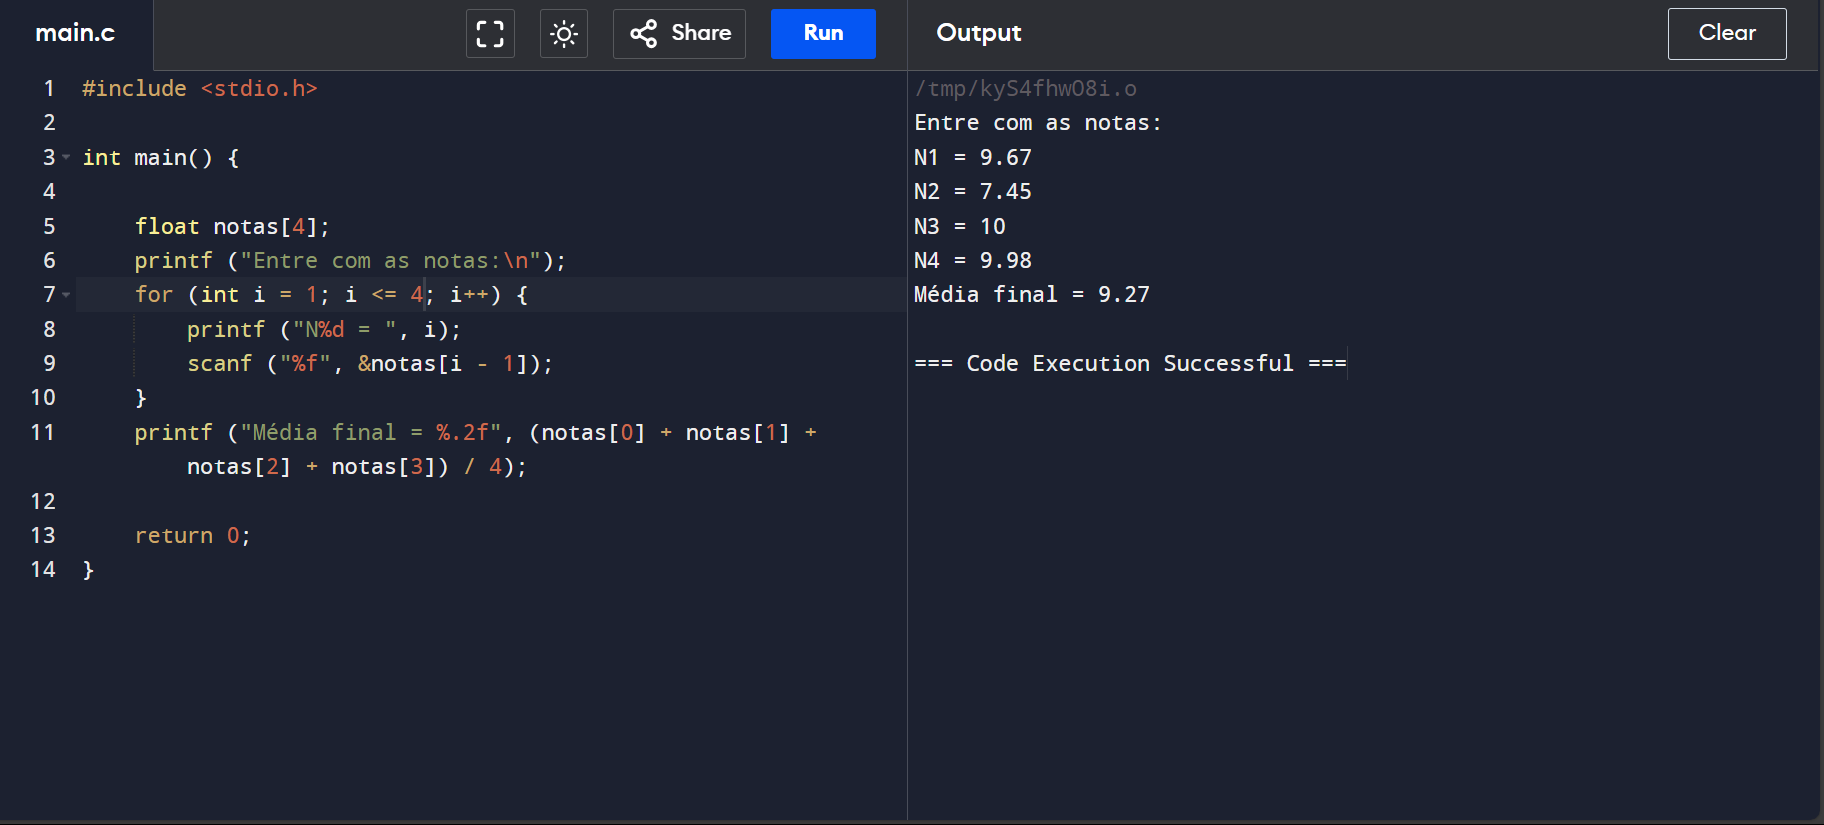 main.c
Share
Run
Output
Clear
1 #include <stdio.h>
2
3 int main() {
4
5     float notas[4];
6     printf ("Entre com as notas:\n");
7     for (int i = 1; i <= 4; i++) {
8         printf ("N%d = ", i);
9         scanf ("%f", &notas[i - 1]);
10     }
11     printf ("Média final = %.2f", (notas[0] + notas[1] +
        notas[2] + notas[3]) / 4);
12
13     return 0;
14 }
/tmp/kyS4fhwO8i.o
Entre com as notas:
N1 = 9.67
N2 = 7.45
N3 = 10
N4 = 9.98
Média final = 9.27
=== Code Execution Successful ===